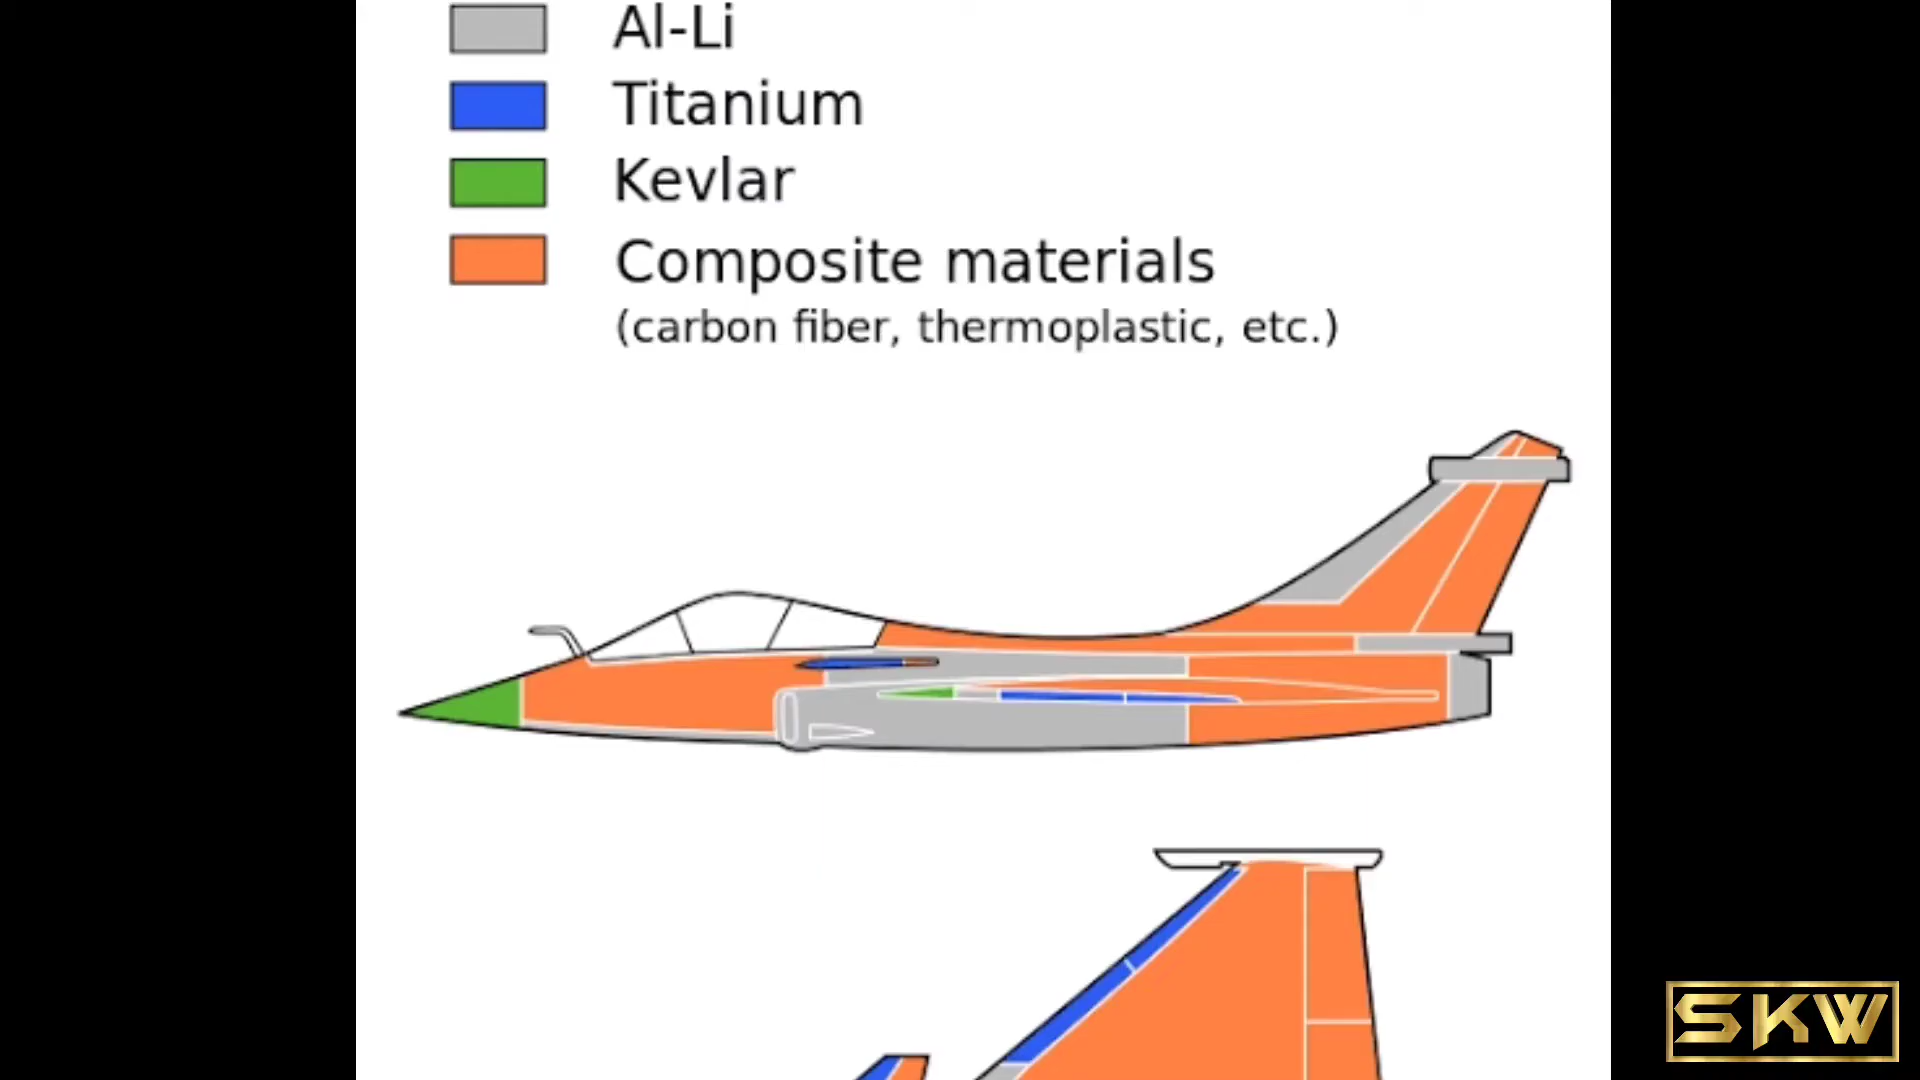 Al-Li
Titanium
Kevlar
Composite materials
(carbon fiber, thermoplastic, etc.)
SKW